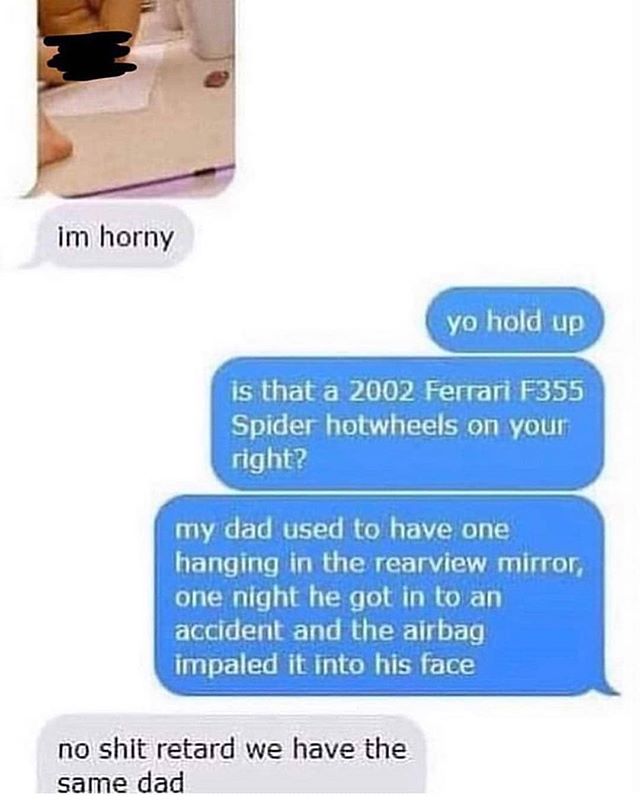 im horny
yo hold up
is that a 2002 Ferrari F355
Spider hotwheels on your
right?
my dad used to have one
hanging in the rearview mirror,
one night he got in to an
accident and the airbag
impaled it into his face
no shit retard we have the
same dad